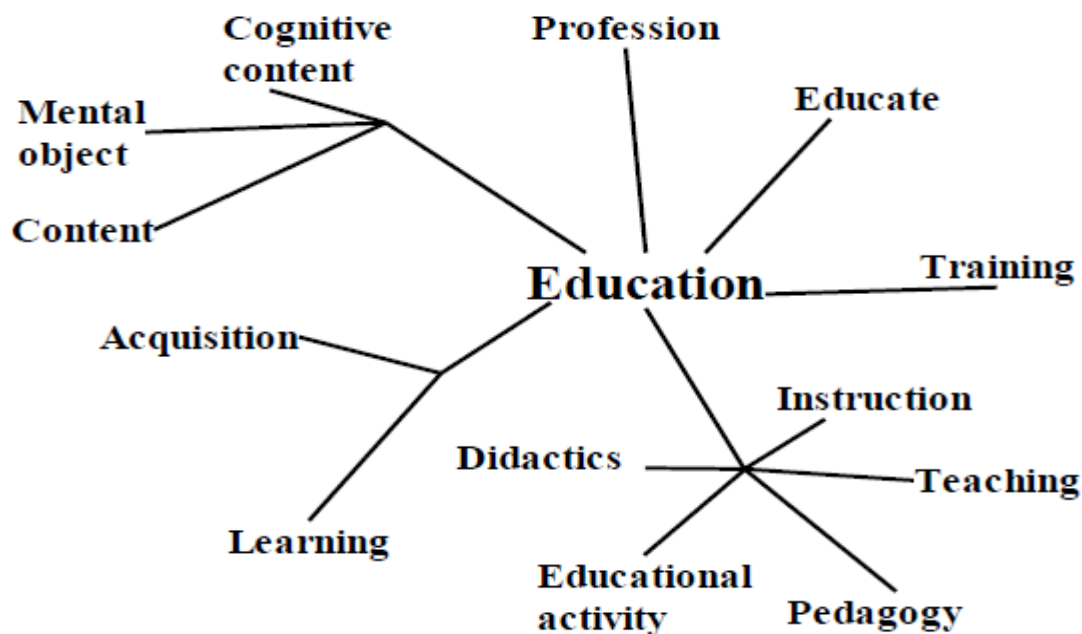 Cognitive
content
Profession
Educate
Mental
object
Content
Education
Training
Acquisition
Instruction
Didactics
Teaching
Learning
Educational
activity
Pedagogy